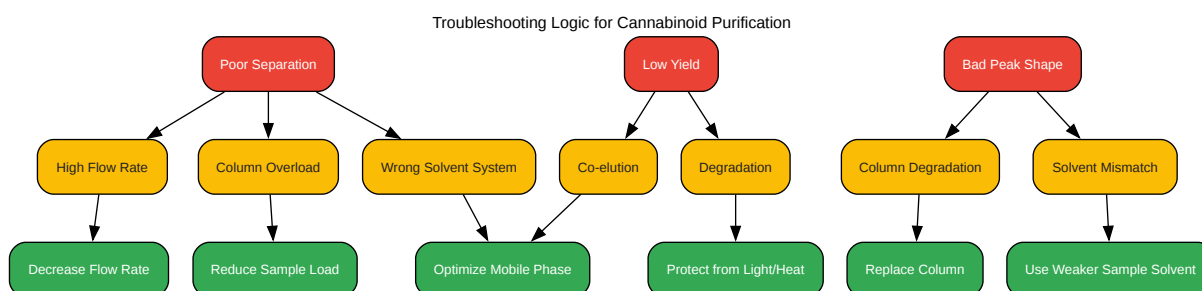 Troubleshooting Logic for Cannabinoid Purification
Poor Separation
Low Yield
Bad Peak Shape
High Flow Rate
Column Overload
Wrong Solvent System
Co-elution
Degradation
Column Degradation
Solvent Mismatch
Decrease Flow Rate
Reduce Sample Load
Optimize Mobile Phase
Protect from Light/Heat
Replace Column
Use Weaker Sample Solvent